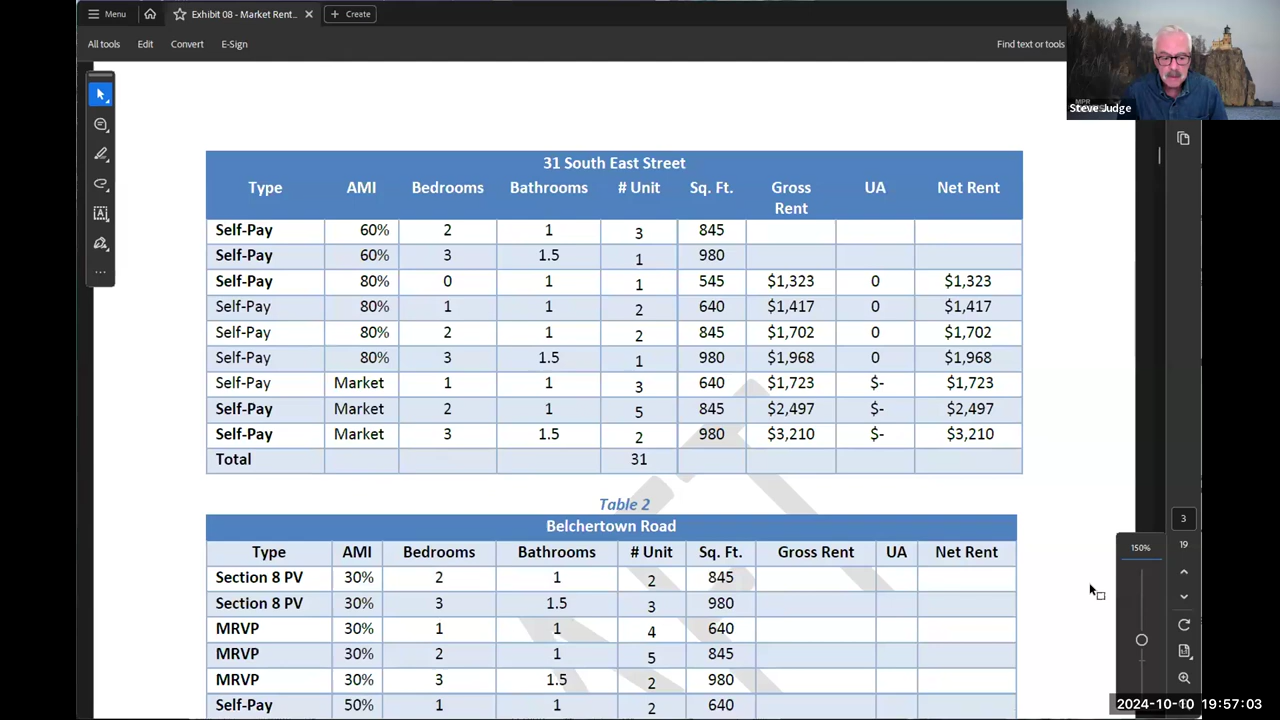 Menu Exhibit 08 - Market Rent... Create
All tools Edit Convert E-Sign Find text or tools
Steve Judge
31 South East Street
Type AMI Bedrooms Bathrooms # Unit Sq. Ft. Gross Rent UA Net Rent
Self-Pay 60% 2 1 3 845
Self-Pay 60% 3 1.5 1 980
Self-Pay 80% 0 1 1 545 $1,323 0 $1,323
Self-Pay 80% 1 1 2 640 $1,417 0 $1,417
Self-Pay 80% 2 1 2 845 $1,702 0 $1,702
Self-Pay 80% 3 1.5 1 980 $1,968 0 $1,968
Self-Pay Market 1 1 3 640 $1,723 $- $1,723
Self-Pay Market 2 1 5 845 $2,497 $- $2,497
Self-Pay Market 3 1.5 2 980 $3,210 $- $3,210
Total 31
Table 2
Belchertown Road
Type AMI Bedrooms Bathrooms # Unit Sq. Ft. Gross Rent UA Net Rent
Section 8 PV 30% 2 1 2 845
Section 8 PV 30% 3 1.5 3 980
MRVP 30% 1 1 4 640
MRVP 30% 2 1 5 845
MRVP 30% 3 1.5 2 980
Self-Pay 50% 1 1 2 640
3
19
150%
2024-10-10 19:57:03